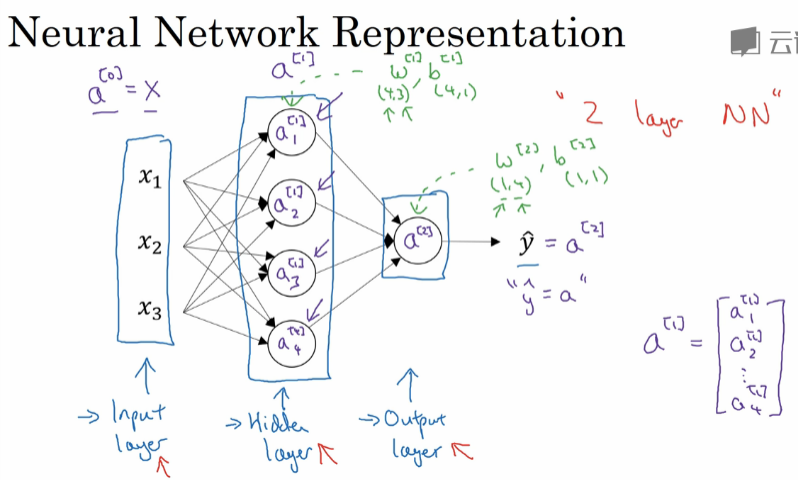 Neural Network Representation
云
a^[0] = X
a^[1]
w^[1], b^[1]
(4,3) (4,1)
"2 layer NN"
x₁
x₂
x₃
a₁^[1]
a₂^[1]
a₃^[1]
a₄^[1]
w^[2], b^[2]
(1,4) (1,1)
a^[2]
ŷ = a^[2]
"ŷ = a"
a^[1] = [a₁^[1]
a₂^[1]
⋮
a₄^[1]]
→ Input
layer
→ Hidden
layer
→ Output
layer